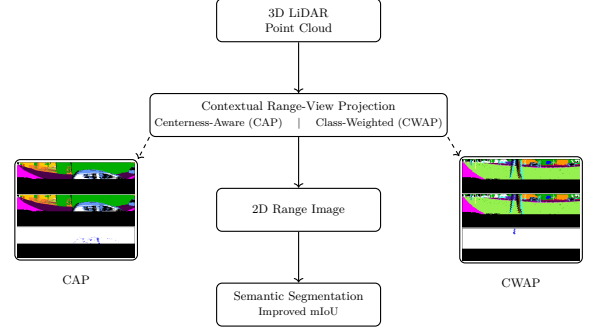 3D LiDAR
Point Cloud
Contextual Range-View Projection
Centerness-Aware (CAP) | Class-Weighted (CWAP)
2D Range Image
CAP
CWAP
Semantic Segmentation
Improved mIoU